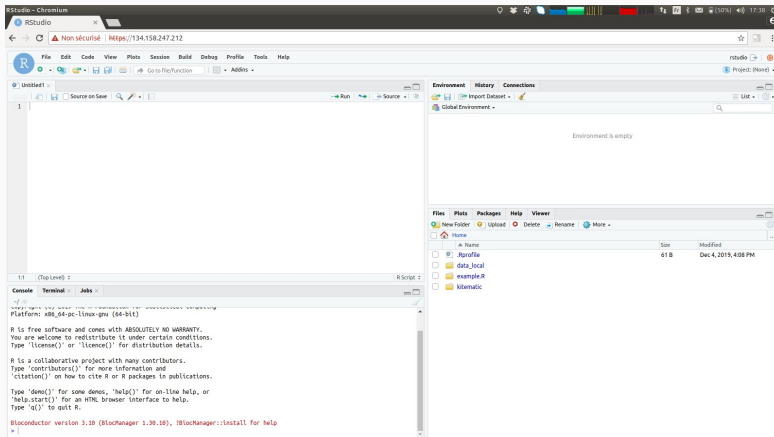 RStudio – Chromium
(50%) 17:38
RStudio ×
Non sécurisé | https://134.158.247.212
File Edit Code View Plots Session Build Debug Profile Tools Help
rstudio
Go to file/function Addins
Project: (None)
Untitled1 ×
Source on Save Run Source
1
1:1 (Top Level) R Script
Console Terminal × Jobs ×
~/
Platform: x86_64-pc-linux-gnu (64-bit)
R is free software and comes with ABSOLUTELY NO WARRANTY.
You are welcome to redistribute it under certain conditions.
Type 'license()' or 'licence()' for distribution details.
R is a collaborative project with many contributors.
Type 'contributors()' for more information and
'citation()' on how to cite R or R packages in publications.
Type 'demo()' for some demos, 'help()' for on-line help, or
'help.start()' for an HTML browser interface to help.
Type 'q()' to quit R.
Bioconductor version 3.10 (BiocManager 1.30.10), ?BiocManager::install for help
>
Environment History Connections
Import Dataset List
Global Environment
Environment is empty
Files Plots Packages Help Viewer
New Folder Upload Delete Rename More
Home
Name Size Modified
.Rprofile 61 B Dec 4, 2019, 4:08 PM
data_local
example.R
kitematic